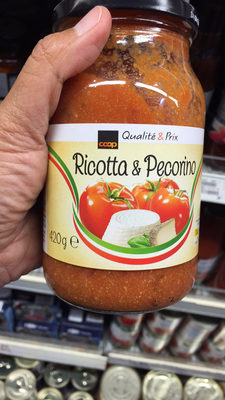 coop
Qualité & Prix
Ricotta & Pecorino
420g e